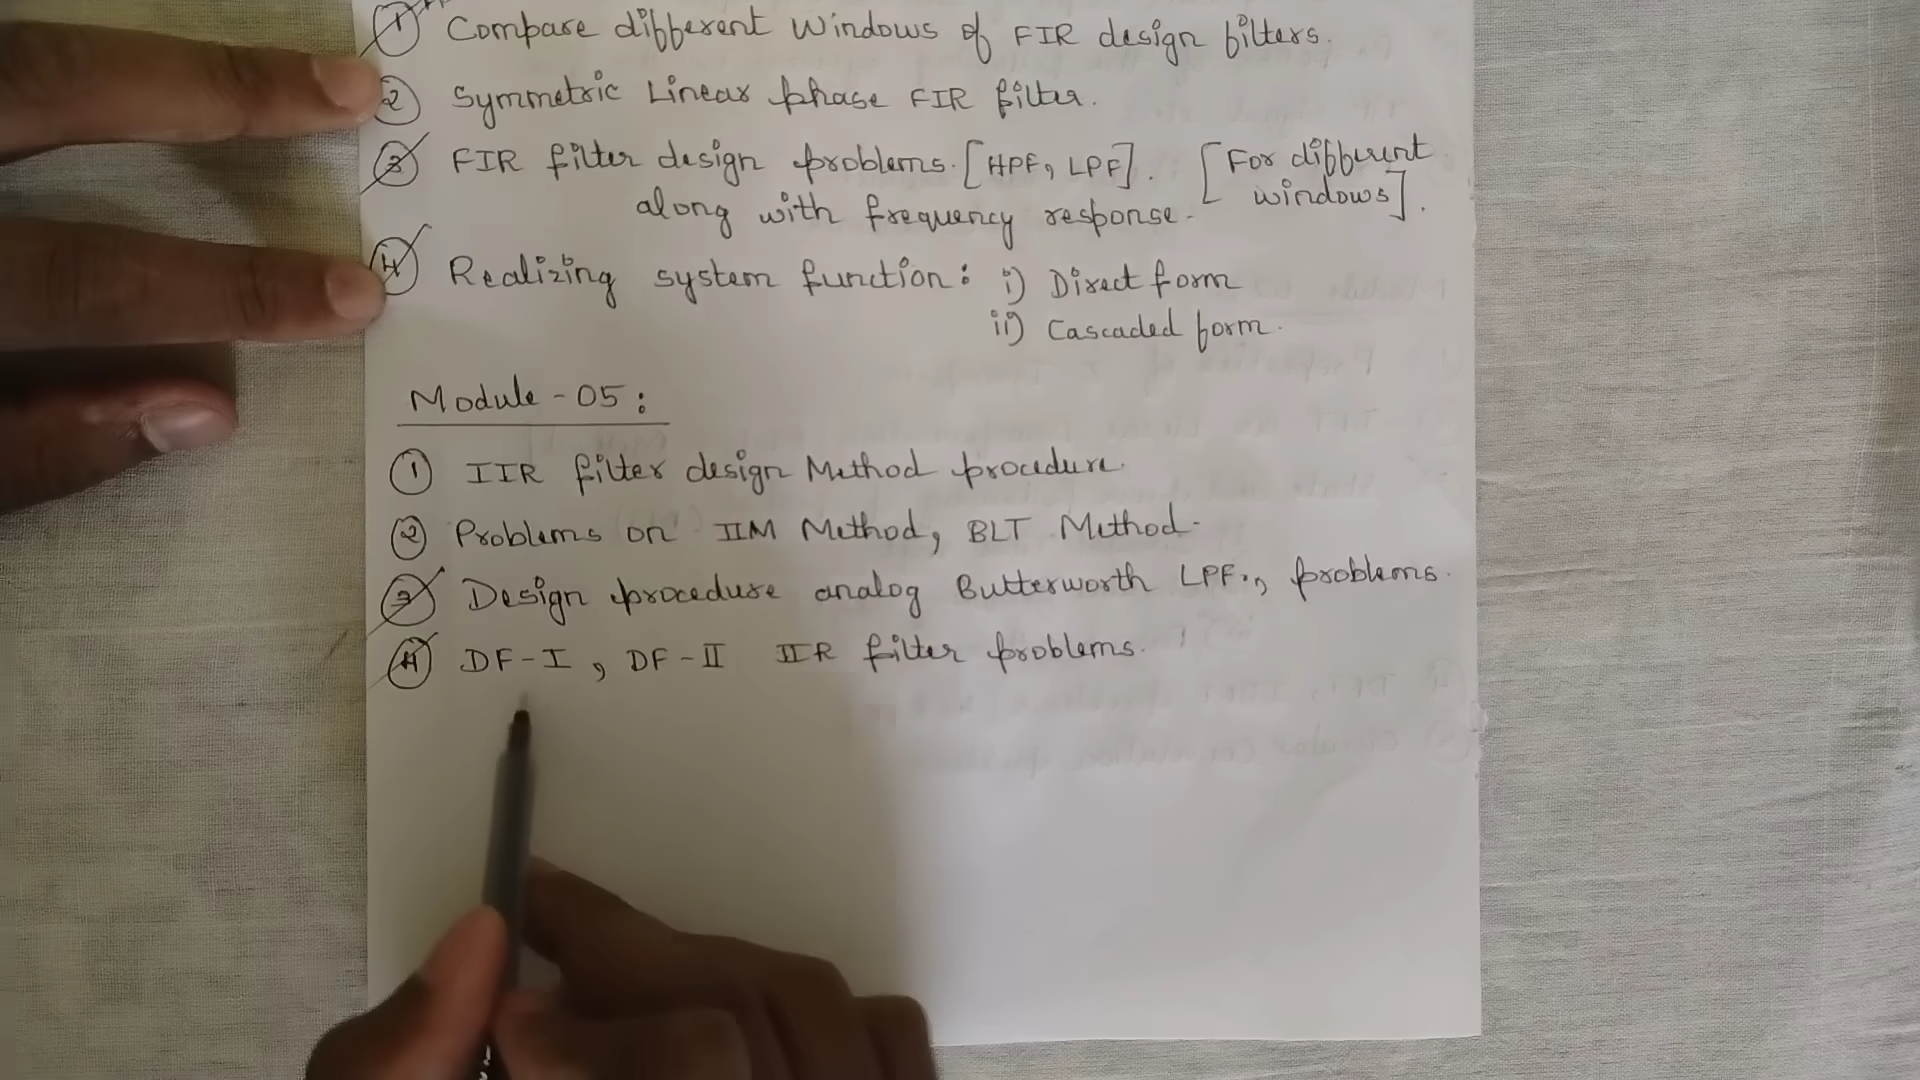 ① Compare different Windows of FIR design filters.
② Symmetric Linear phase FIR filter.
③ FIR filter design problems. [HPF, LPF]. [For different
along with frequency response. windows].
④ Realizing system function: i) Direct form
ii) Cascaded form.
Module-05:
① IIR filter design Method procedure.
② Problems on IIM Method, BLT Method.
③ Design procedure analog Butterworth LPF., problems.
④ DF-I, DF-II IIR filter problems.